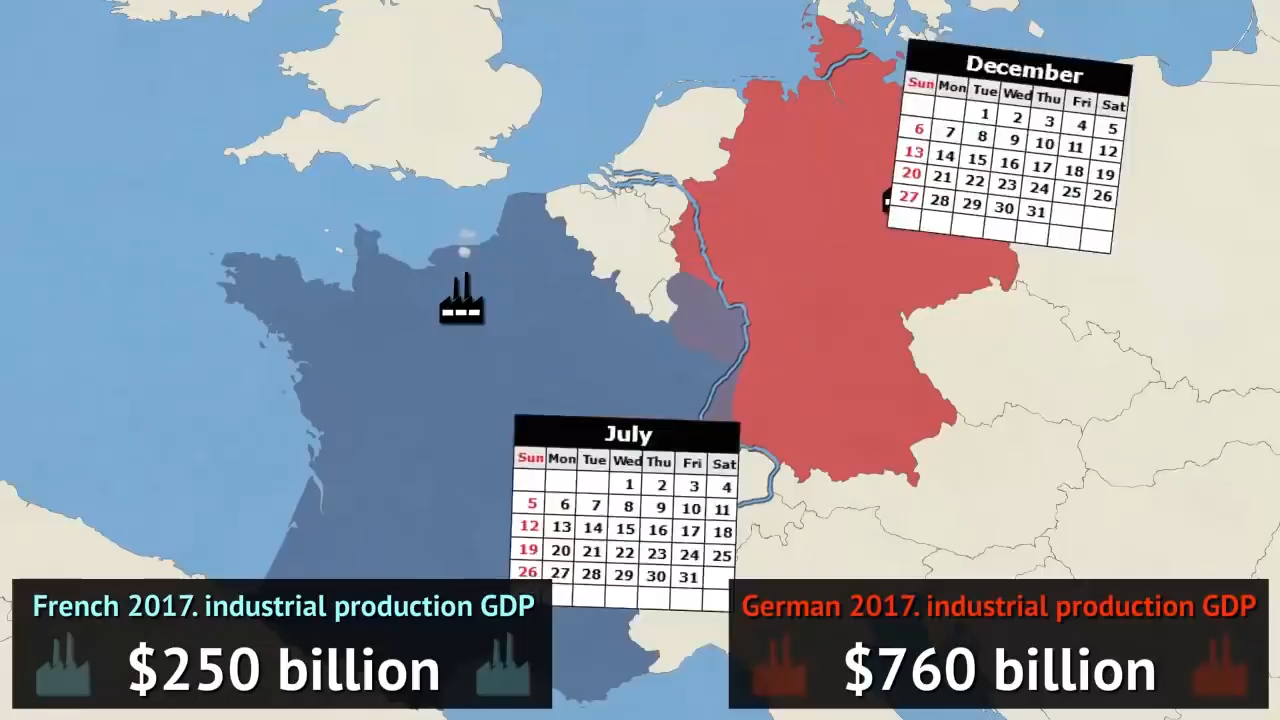 December
Sun Mon Tue Wed Thu Fri Sat
1 2 3 4 5
6 7 8 9 10 11 12
13 14 15 16 17 18 19
20 21 22 23 24 25 26
27 28 29 30 31
July
Sun Mon Tue Wed Thu Fri Sat
1 2 3 4
5 6 7 8 9 10 11
12 13 14 15 16 17 18
19 20 21 22 23 24 25
26 27 28 29 30 31
French 2017. industrial production GDP
$250 billion
German 2017. industrial production GDP
$760 billion